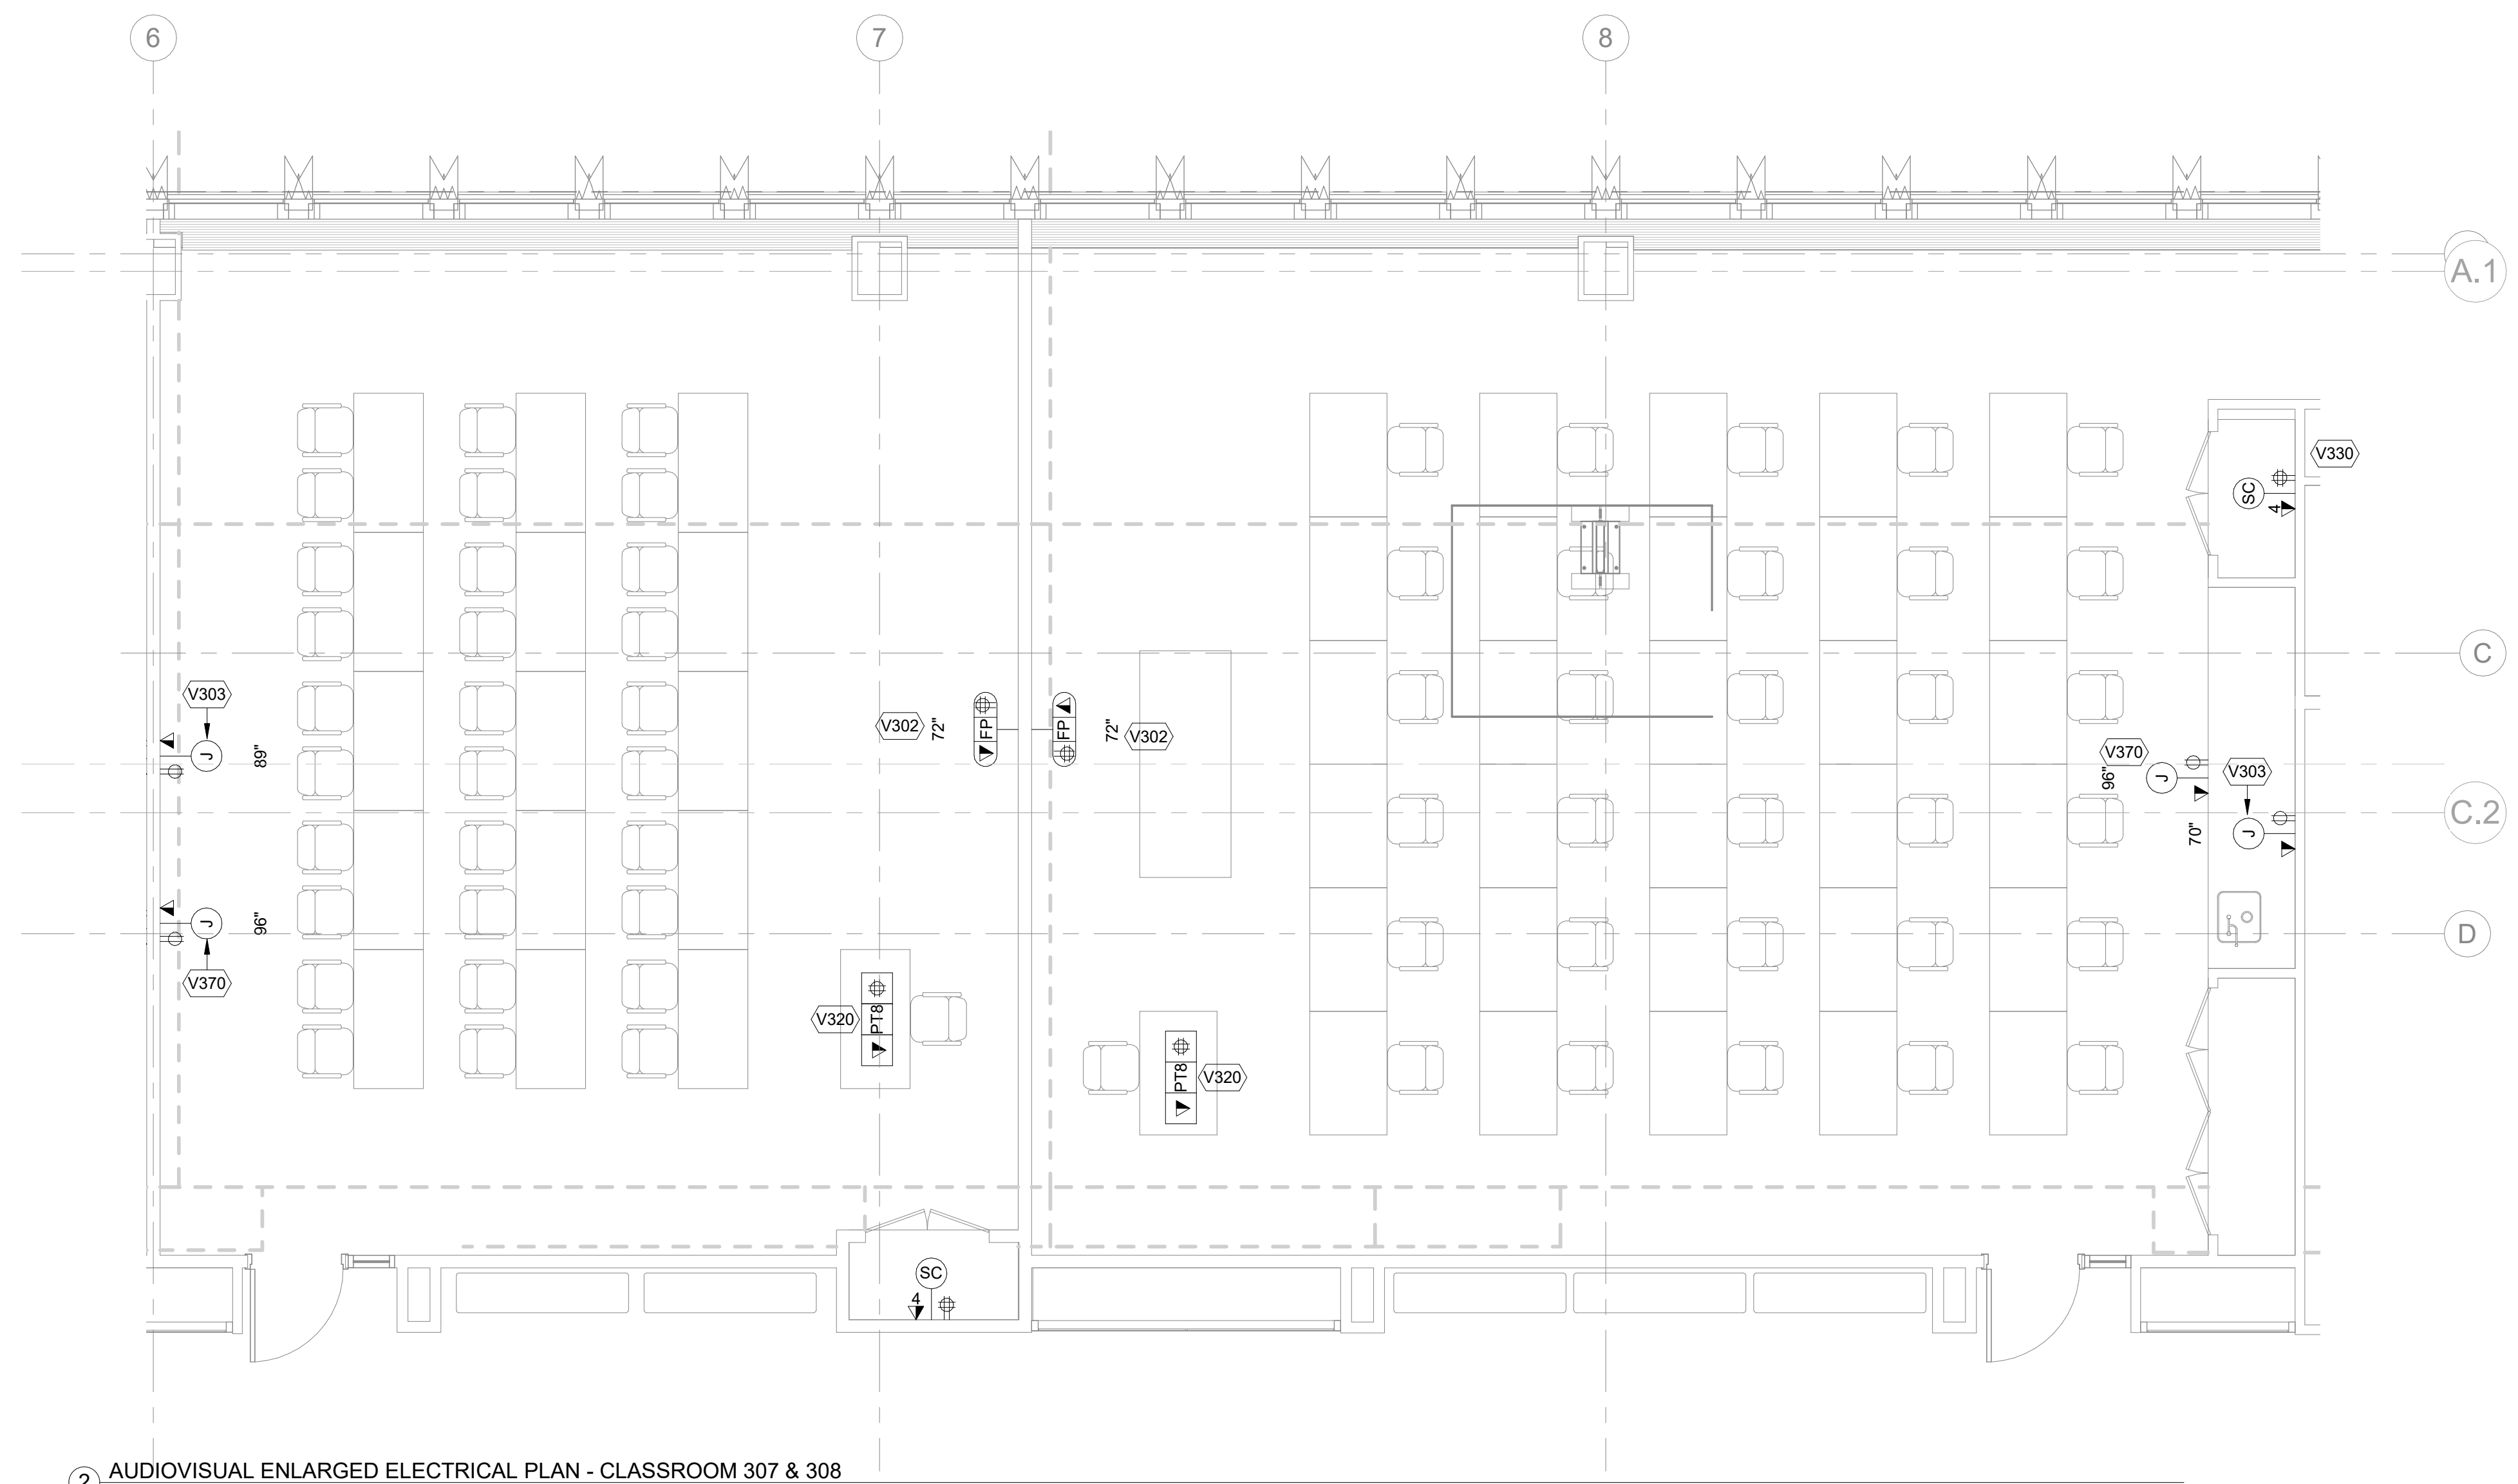 6
7
8
A.1
V330
SC
4
C
V303
J
89"
V302
72"
FP
FP
72"
V302
V370
96"
J
V303
J
70"
C.2
J
96"
V370
D
V320
PT8
PT8
V320
SC
4
2
AUDIOVISUAL ENLARGED ELECTRICAL PLAN - CLASSROOM 307 & 308